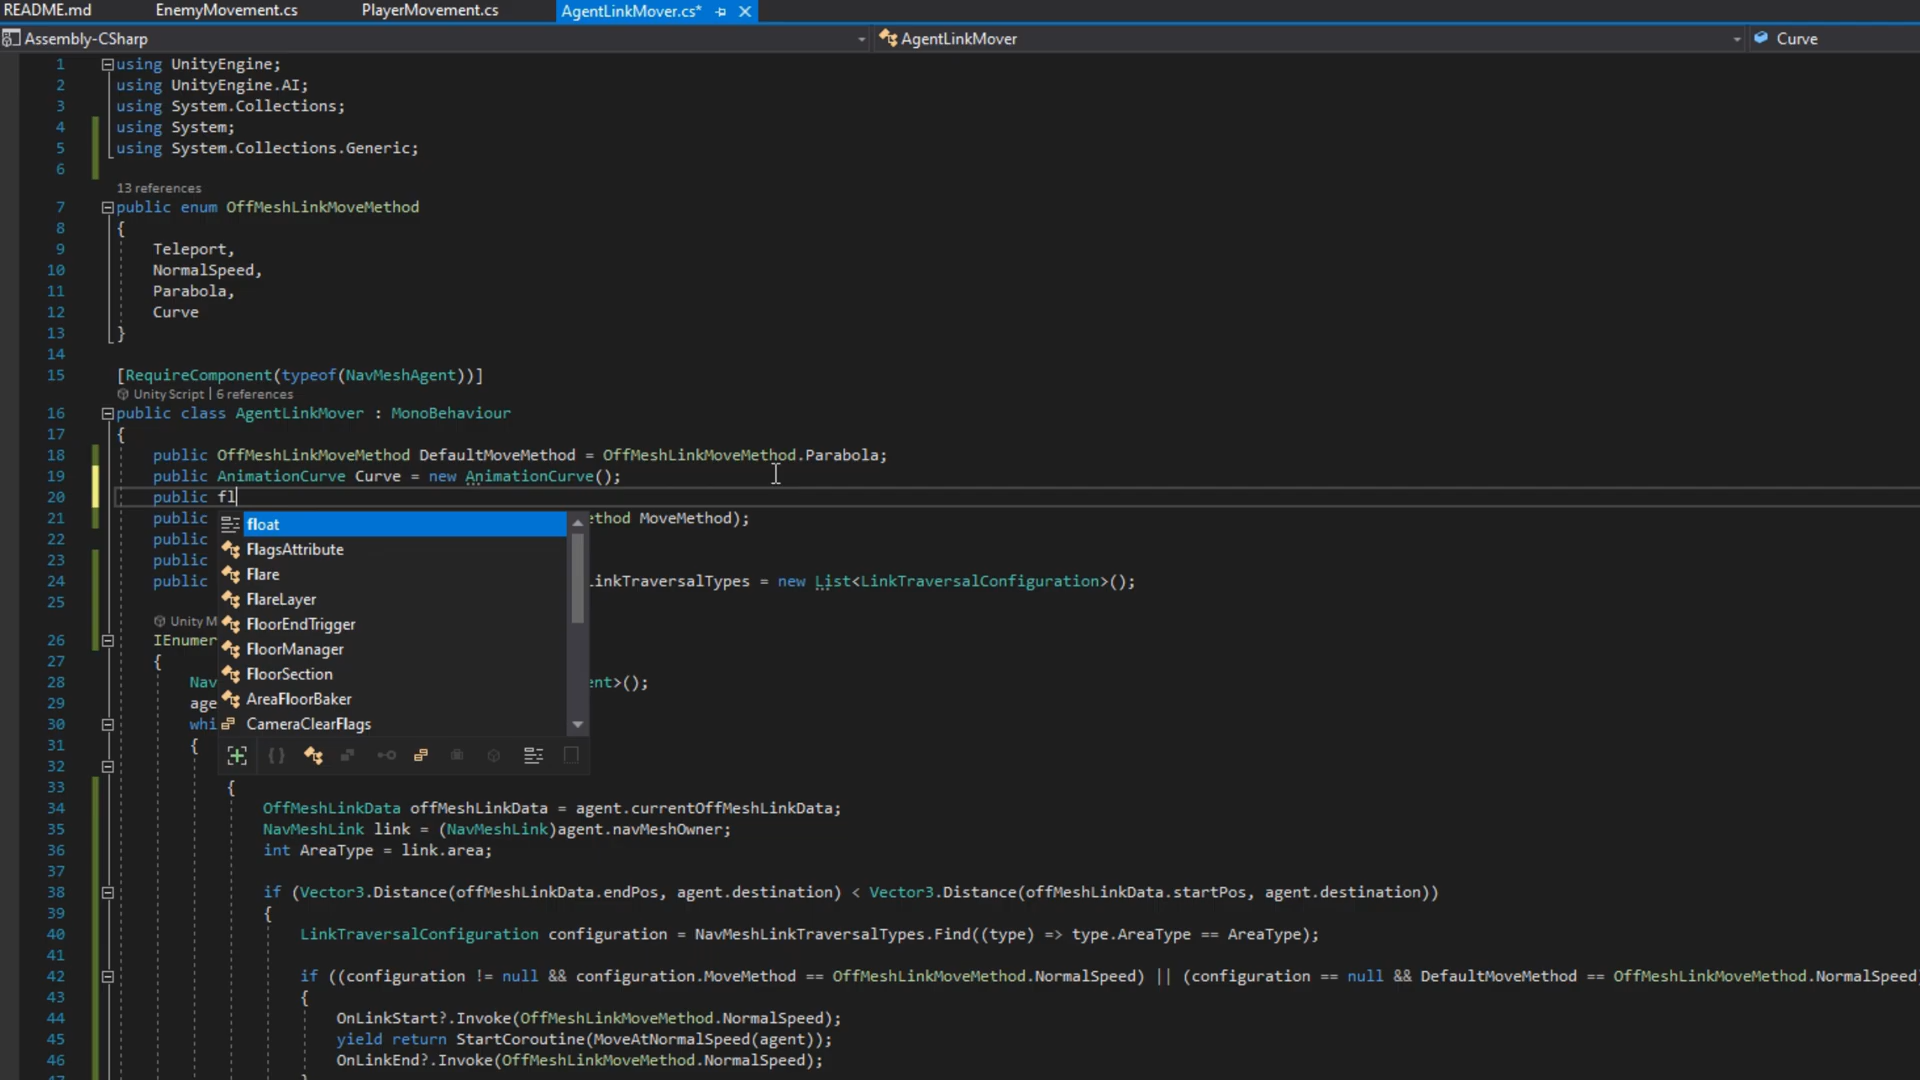 README.md EnemyMovement.cs PlayerMovement.cs AgentLinkMover.cs*
Assembly-CSharp AgentLinkMover Curve
1 using UnityEngine;
2 using UnityEngine.AI;
3 using System.Collections;
4 using System;
5 using System.Collections.Generic;
6
13 references
7 public enum OffMeshLinkMoveMethod
8 {
9 Teleport,
10 NormalSpeed,
11 Parabola,
12 Curve
13 }
14
15 [RequireComponent(typeof(NavMeshAgent))]
Unity Script | 6 references
16 public class AgentLinkMover : MonoBehaviour
17 {
18 public OffMeshLinkMoveMethod DefaultMoveMethod = OffMeshLinkMoveMethod.Parabola;
19 public AnimationCurve Curve = new AnimationCurve();
20 public fl
21 public ethod MoveMethod);
float
22 public
FlagsAttribute
23 public
Flare
24 public LinkTraversalTypes = new List<LinkTraversalConfiguration>();
25
FlareLayer
Unity M
FloorEndTrigger
26 IEnumer
FloorManager
27 {
FloorSection
28 Nav ent>();
29 age
AreaFloorBaker
30 whi
CameraClearFlags
31 {
32
33 {
34 OffMeshLinkData offMeshLinkData = agent.currentOffMeshLinkData;
35 NavMeshLink link = (NavMeshLink)agent.navMeshOwner;
36 int AreaType = link.area;
37
38 if (Vector3.Distance(offMeshLinkData.endPos, agent.destination) < Vector3.Distance(offMeshLinkData.startPos, agent.destination))
39 {
40 LinkTraversalConfiguration configuration = NavMeshLinkTraversalTypes.Find((type) => type.AreaType == AreaType);
41
42 if ((configuration != null && configuration.MoveMethod == OffMeshLinkMoveMethod.NormalSpeed) || (configuration == null && DefaultMoveMethod == OffMeshLinkMoveMethod.NormalSpeed
43 {
44 OnLinkStart?.Invoke(OffMeshLinkMoveMethod.NormalSpeed);
45 yield return StartCoroutine(MoveAtNormalSpeed(agent));
46 OnLinkEnd?.Invoke(OffMeshLinkMoveMethod.NormalSpeed);